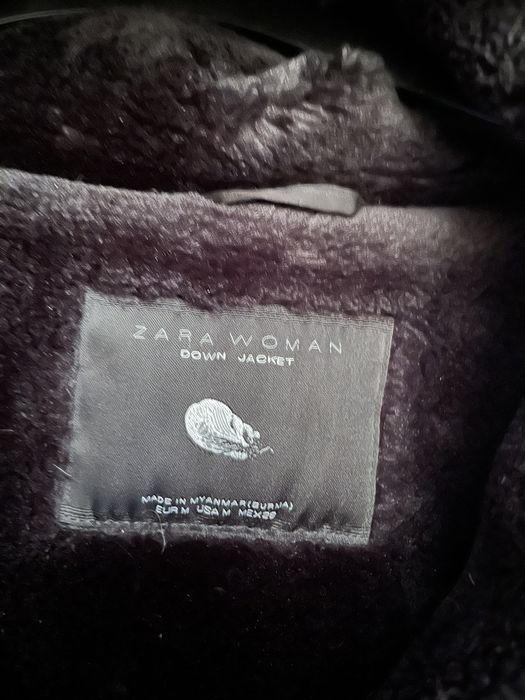 ZARA WOMAN
DOWN JACKET
MADE IN MYANMAR(BURMA)
EUR M USA M MEX 28